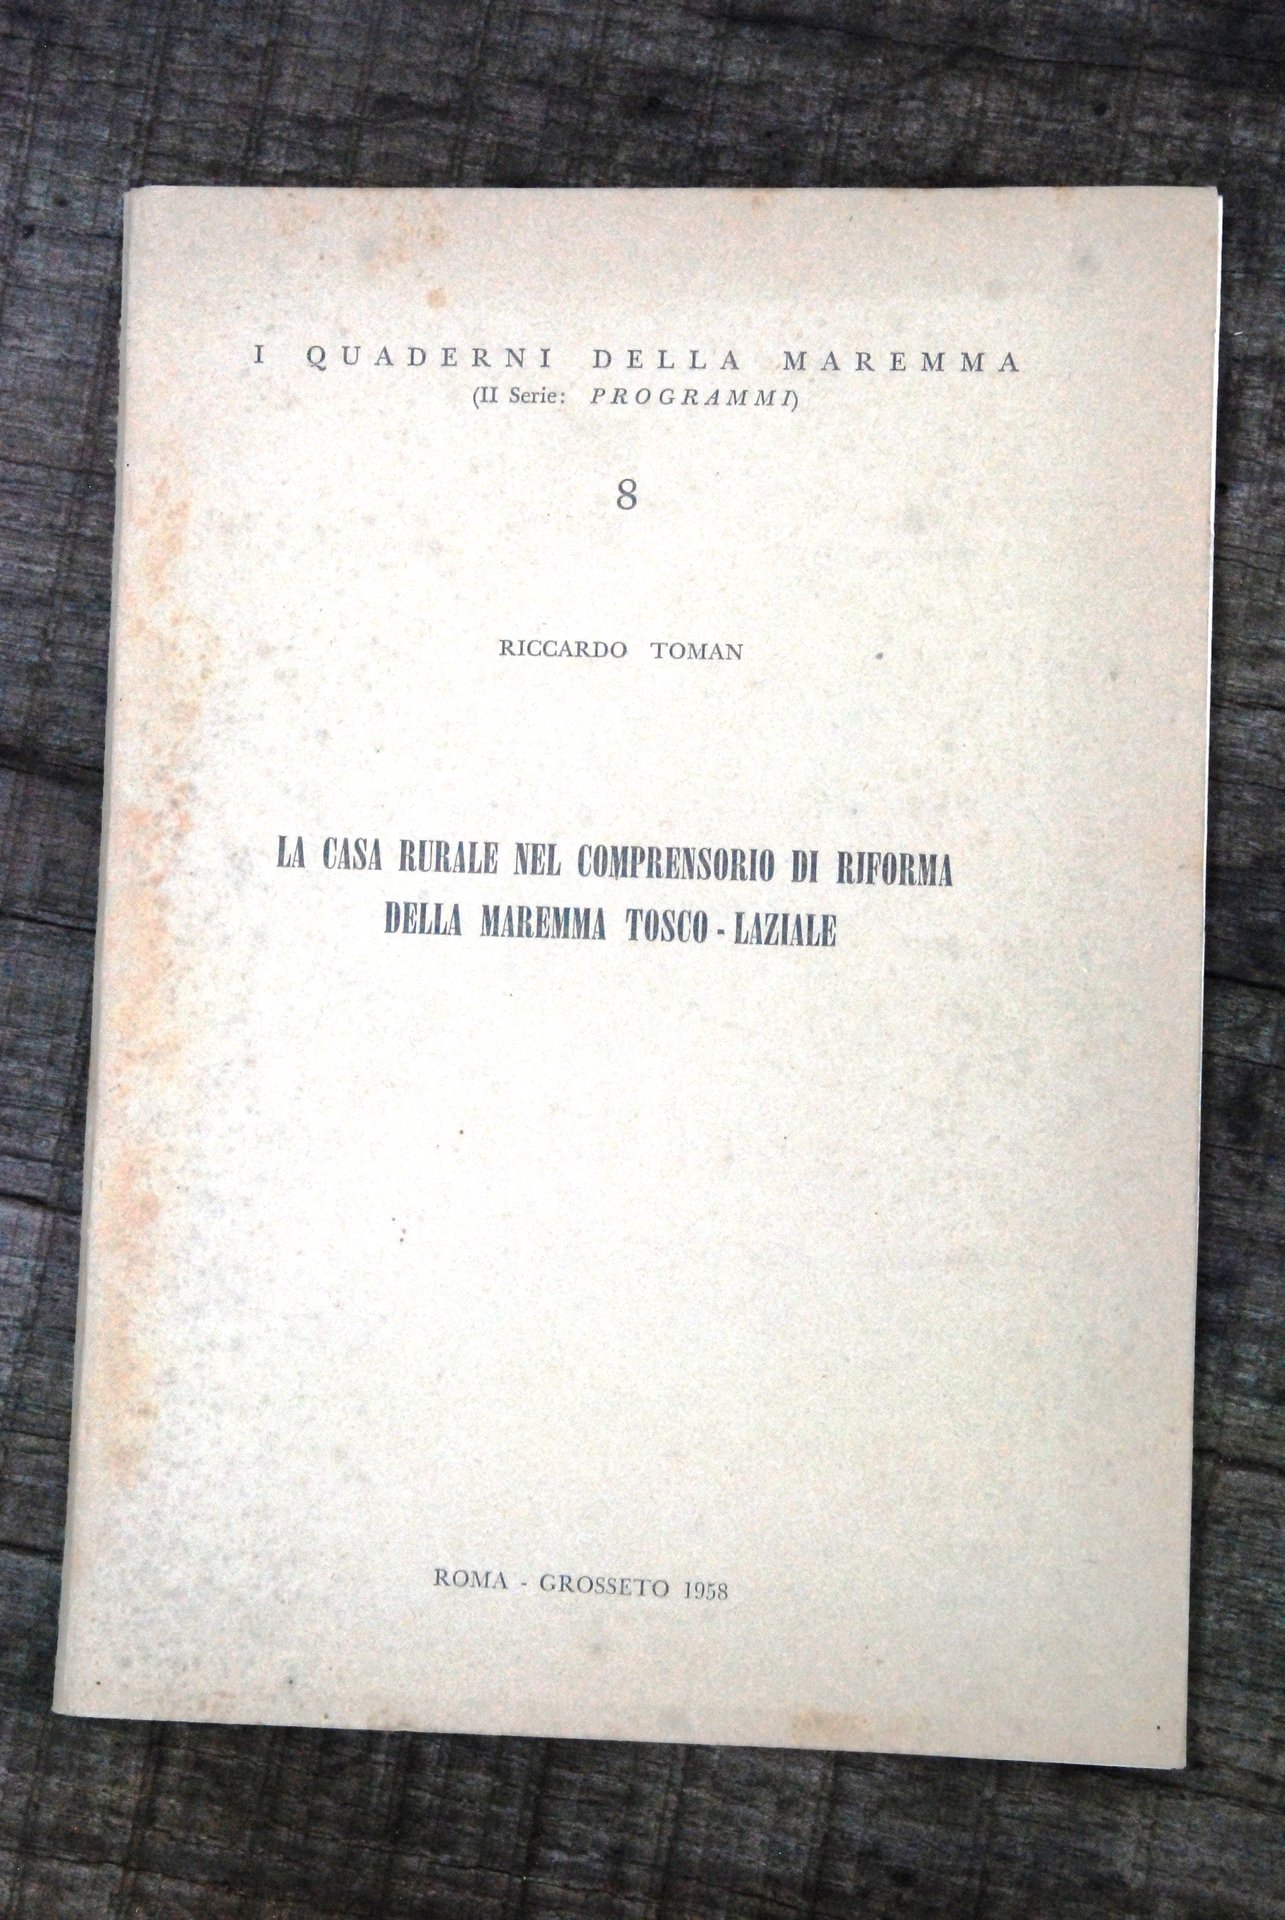 I QUADERNI DELLA MAREMMA
(II Serie: PROGRAMMI)
8
RICCARDO TOMAN
LA CASA RURALE NEL COMPRENSORIO DI RIFORMA
DELLA MAREMMA TOSCO - LAZIALE
ROMA - GROSSETO 1958